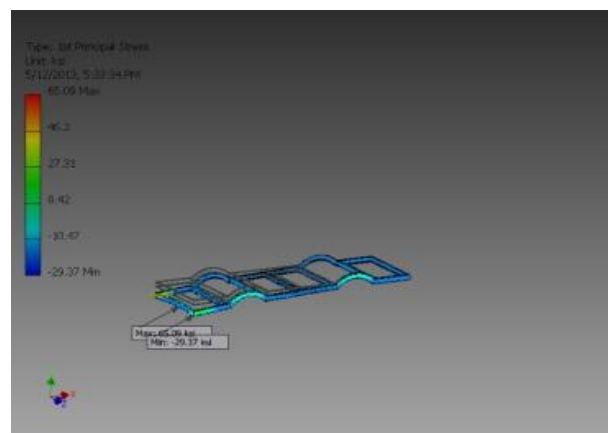 Type: 1st Principal Stress
Unit: ksi
5/12/2013, 5:33:34 PM
65.09 Max
46.2
27.31
8.42
-10.47
-29.37 Min
Max: 65.09 ksi
Min: -29.37 ksi